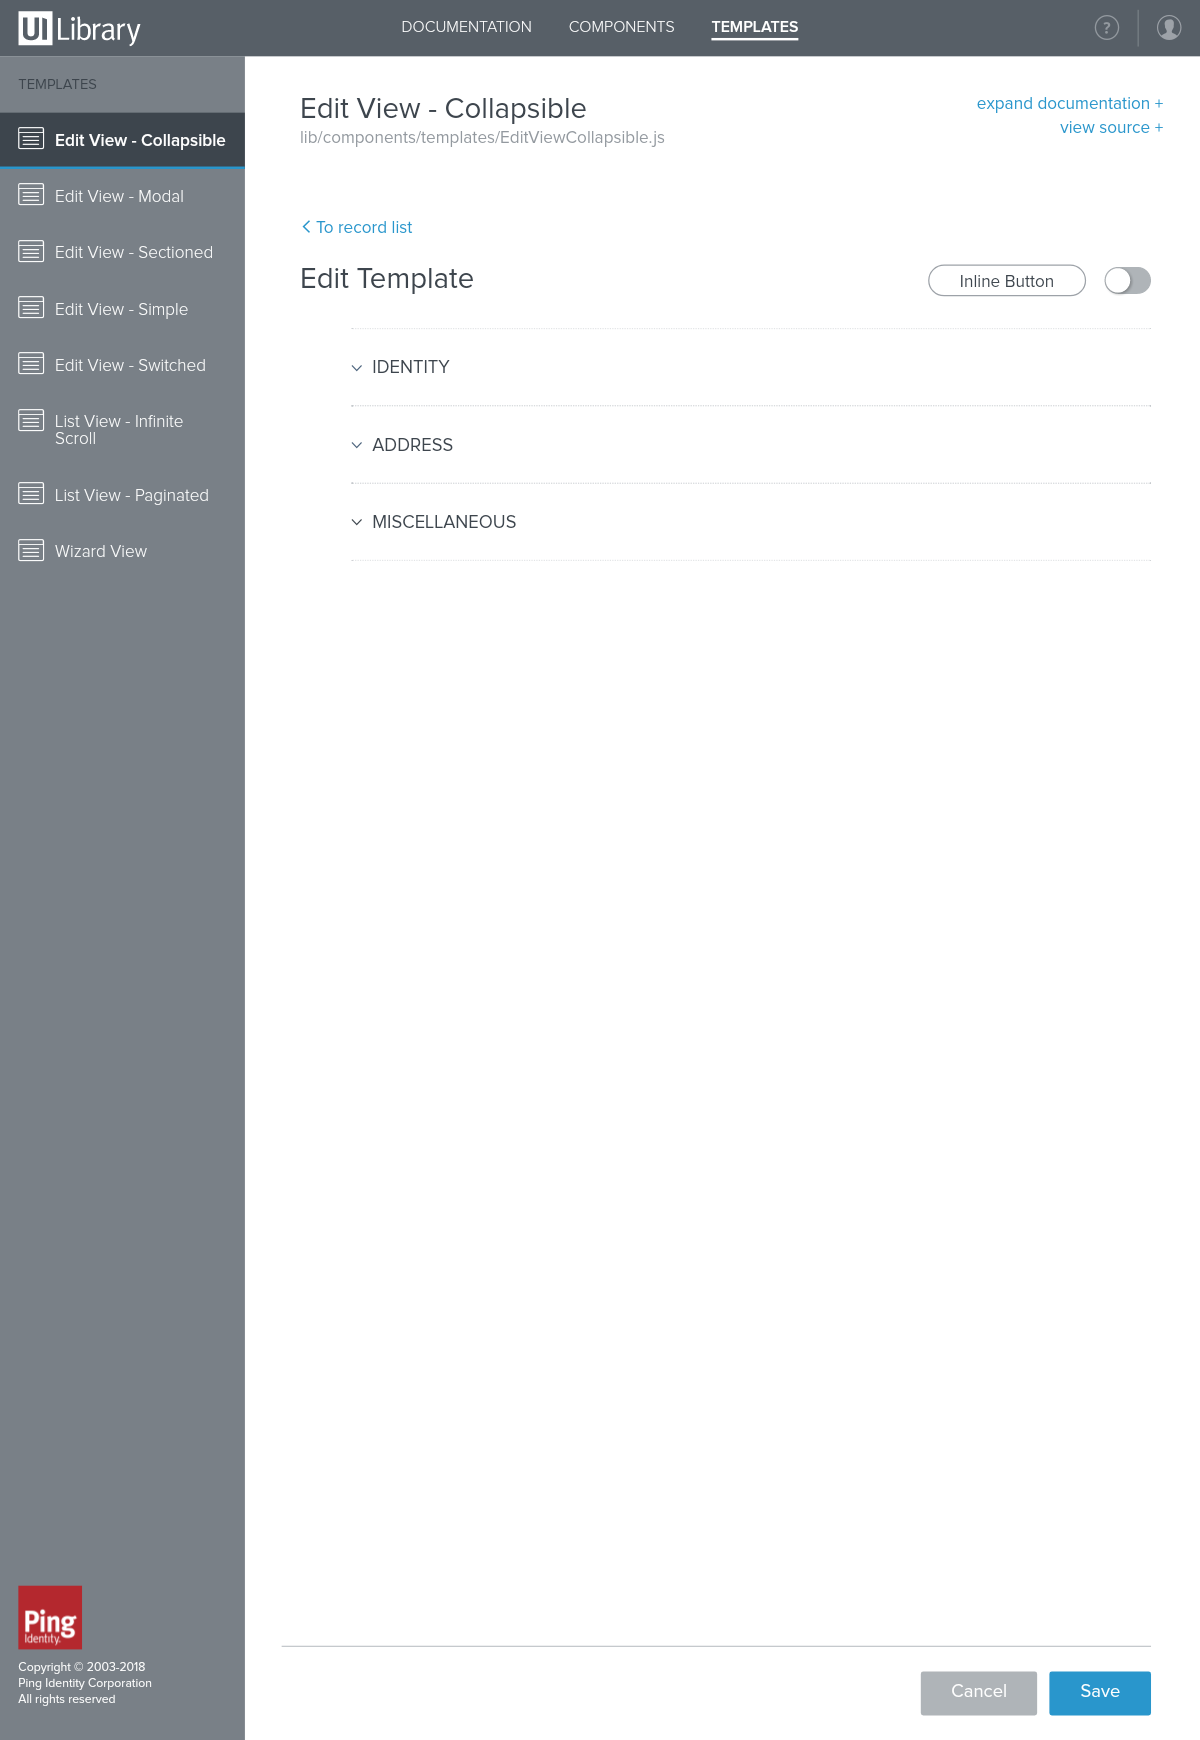 UI Library
DOCUMENTATION
COMPONENTS
TEMPLATES
?
TEMPLATES
Edit View - Collapsible
Edit View - Modal
Edit View - Sectioned
Edit View - Simple
Edit View - Switched
List View - Infinite
Scroll
List View - Paginated
Wizard View
Ping
Identity.
Copyright © 2003-2018
Ping Identity Corporation
All rights reserved
Edit View - Collapsible
lib/components/templates/EditViewCollapsible.js
expand documentation +
view source +
To record list
Edit Template
Inline Button
IDENTITY
ADDRESS
MISCELLANEOUS
Cancel
Save